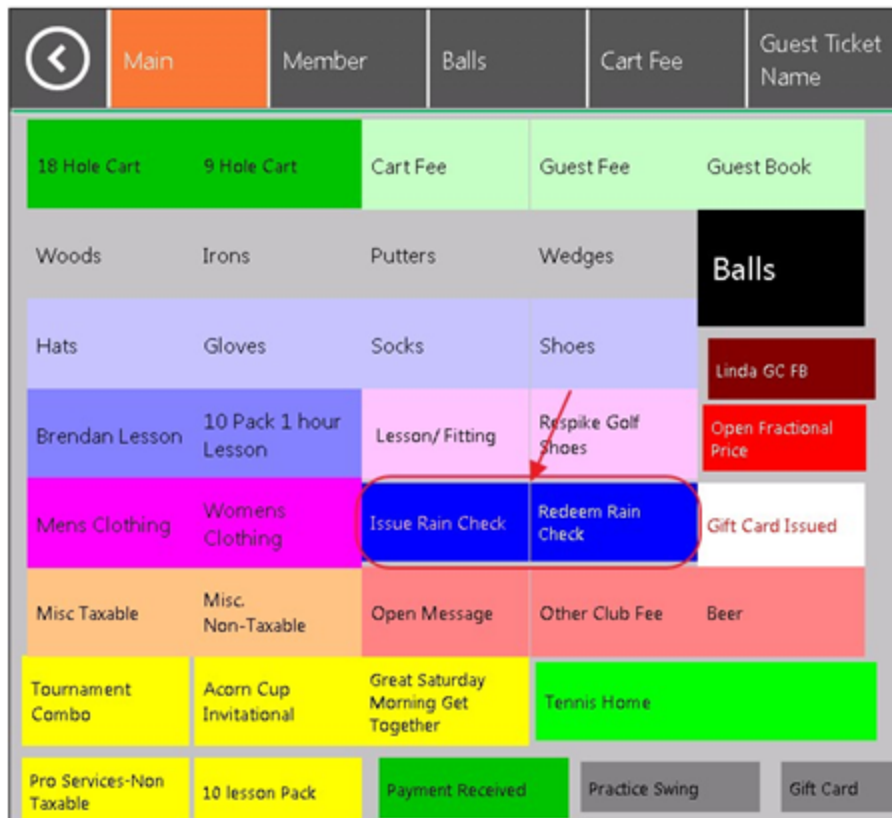 Main
Member
Balls
Cart Fee
Guest Ticket
Name
18 Hole Cart
9 Hole Cart
Cart Fee
Guest Fee
Guest Book
Woods
Irons
Putters
Wedges
Balls
Hats
Gloves
Socks
Shoes
Linda GC FB
Brendan Lesson
10 Pack 1 hour
Lesson
Lesson/ Fitting
Respike Golf
Shoes
Open Fractional
Price
Mens Clothing
Womens
Clothing
Issue Rain Check
Redeem Rain
Check
Gift Card Issued
Misc Taxable
Misc.
Non-Taxable
Open Message
Other Club Fee
Beer
Tournament
Combo
Acorn Cup
Invitational
Great Saturday
Morning Get
Together
Tennis Home
Pro Services-Non
Taxable
10 lesson Pack
Payment Received
Practice Swing
Gift Card